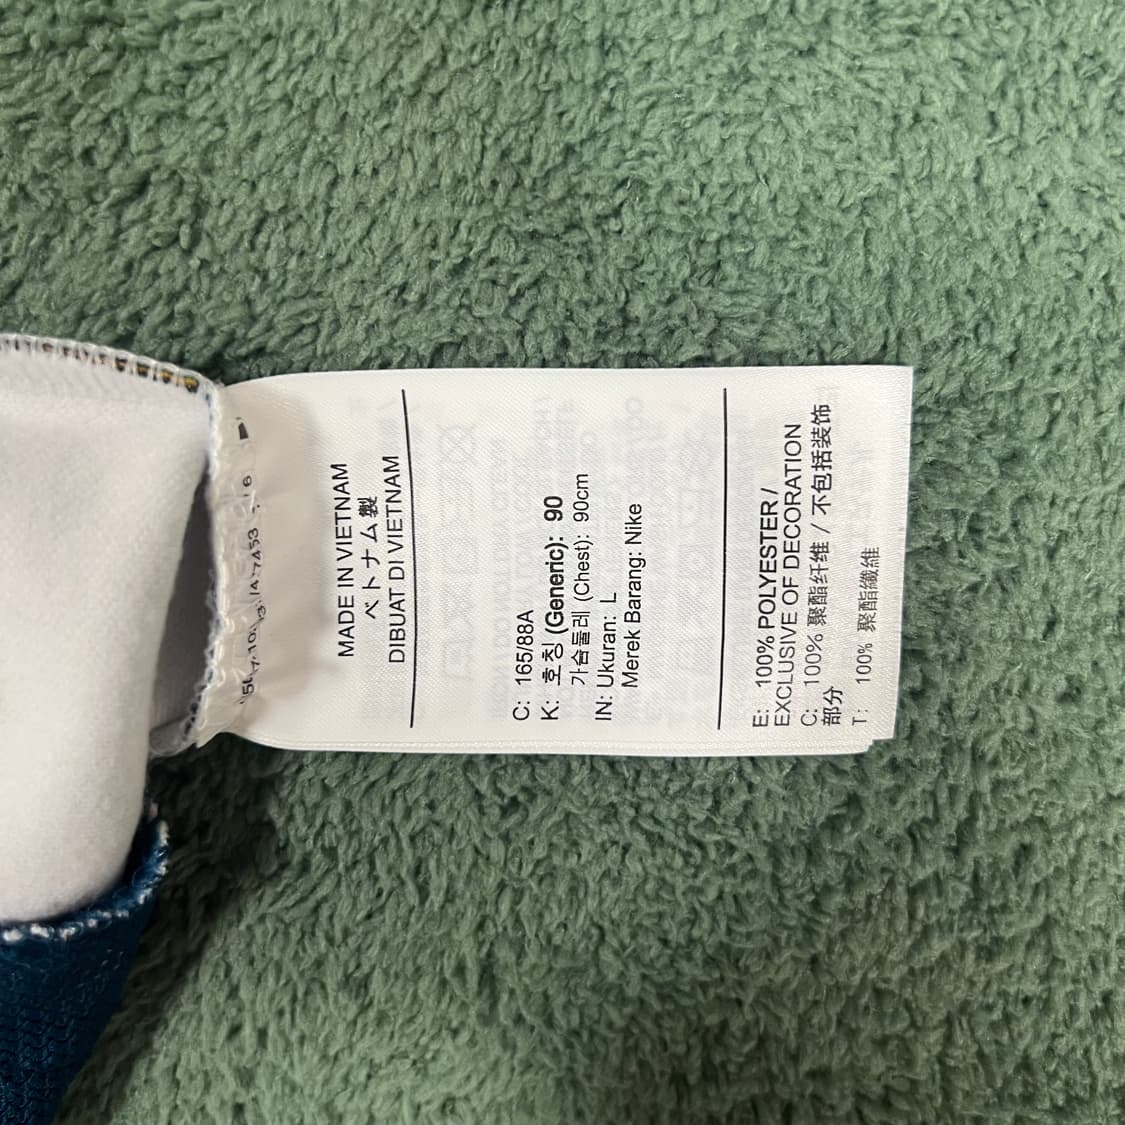 MADE IN VIETNAM
ベトナム製
DIBUAT DI VIETNAM
C: 165/88A
K: 호칭 (Generic): 90
가슴둘레 (Chest): 90cm
IN: Ukuran: L
Merek Barang: Nike
E: 100% POLYESTER /
EXCLUSIVE OF DECORATION
C: 100% 聚酯纤维 / 不包括装饰
部分
T: 100% 聚酯纖維